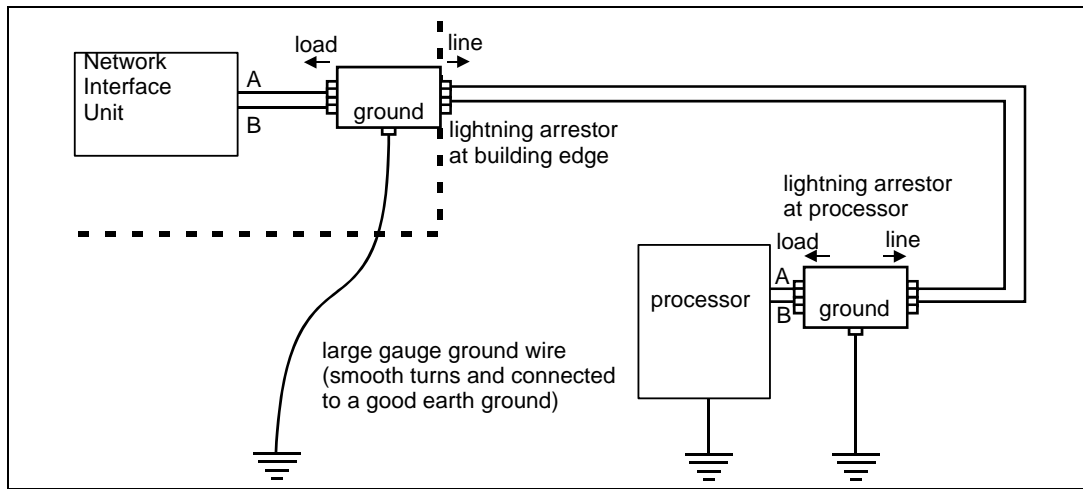 Network
Interface
Unit
A
B
load
line
ground
lightning arrestor
at building edge
lightning arrestor
at processor
load
line
processor
A
B
ground
large gauge ground wire
(smooth turns and connected
to a good earth ground)